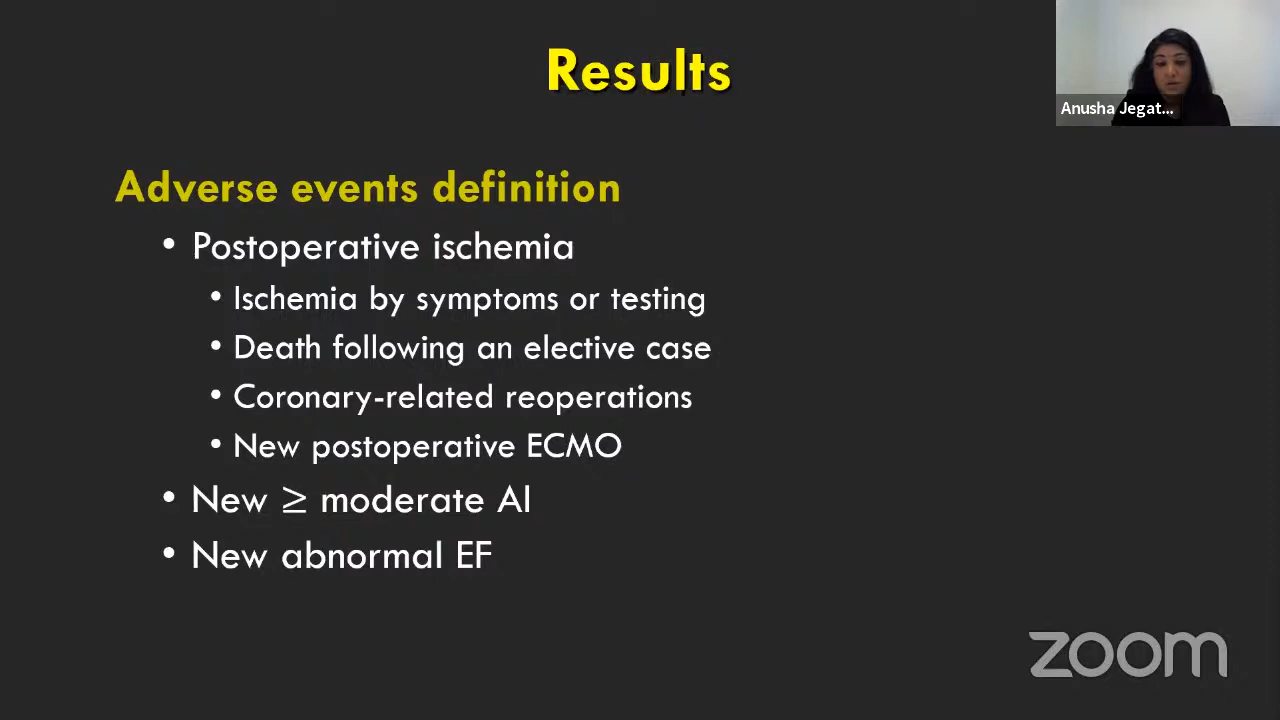 Results
Anusha Jegat...
Adverse events definition
• Postoperative ischemia
• Ischemia by symptoms or testing
• Death following an elective case
• Coronary-related reoperations
• New postoperative ECMO
• New ≥ moderate AI
• New abnormal EF
zoom